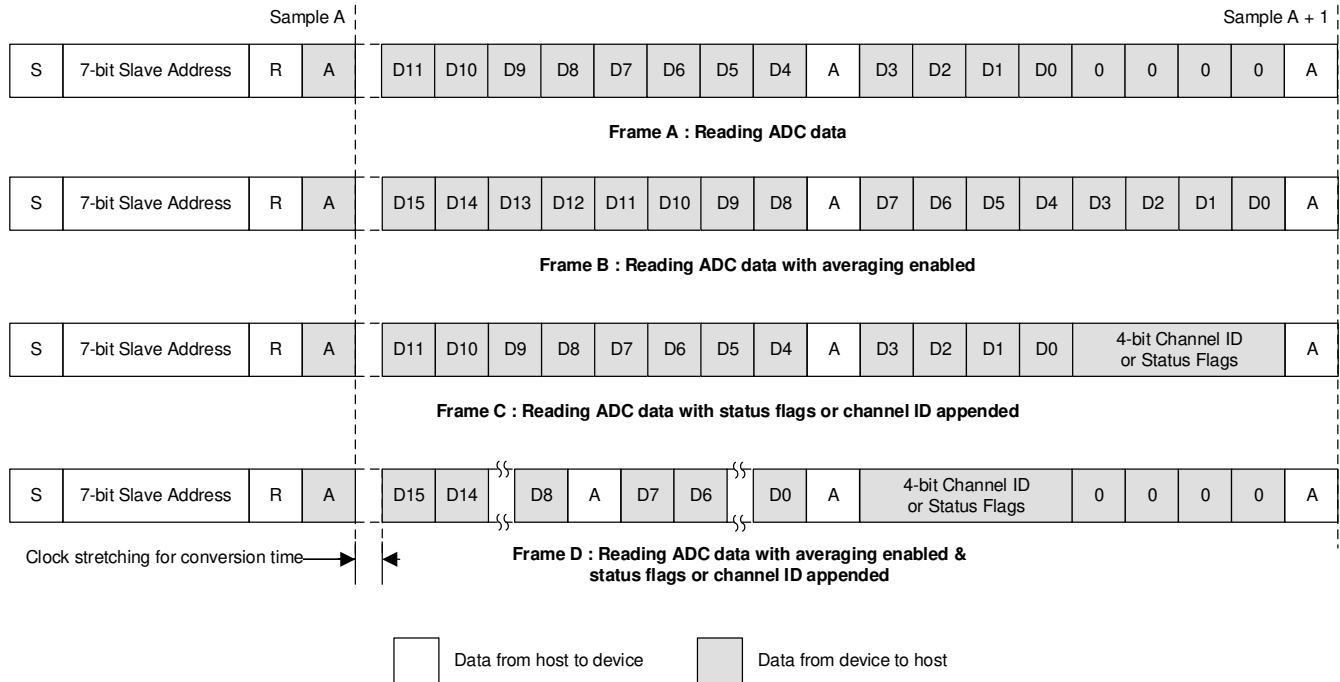 Sample A
Sample A + 1
S 7-bit Slave Address R A D11 D10 D9 D8 D7 D6 D5 D4 A D3 D2 D1 D0 0 0 0 0 A
Frame A : Reading ADC data
S 7-bit Slave Address R A D15 D14 D13 D12 D11 D10 D9 D8 A D7 D6 D5 D4 D3 D2 D1 D0 A
Frame B : Reading ADC data with averaging enabled
S 7-bit Slave Address R A D11 D10 D9 D8 D7 D6 D5 D4 A D3 D2 D1 D0 4-bit Channel ID
or Status Flags A
Frame C : Reading ADC data with status flags or channel ID appended
S 7-bit Slave Address R A D15 D14 D8 A D7 D6 D0 A 4-bit Channel ID
or Status Flags 0 0 0 0 A
Clock stretching for conversion time
Frame D : Reading ADC data with averaging enabled &
status flags or channel ID appended
Data from host to device
Data from device to host